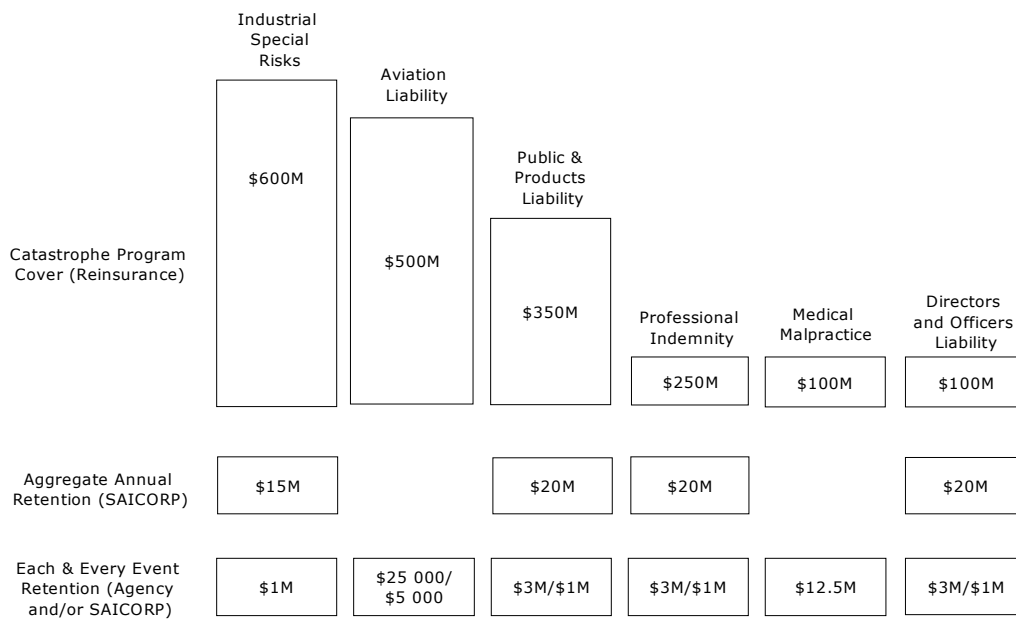 Industrial
Special
Risks
Aviation
Liability
Public &
Products
Liability
Professional
Indemnity
Medical
Malpractice
Directors
and Officers
Liability
Catastrophe Program
Cover (Reinsurance)
$600M
$500M
$350M
$250M
$100M
$100M
Aggregate Annual
Retention (SAICORP)
$15M
$20M
$20M
$20M
Each & Every Event
Retention (Agency
and/or SAICORP)
$1M
$25 000/
$5 000
$3M/$1M
$3M/$1M
$12.5M
$3M/$1M